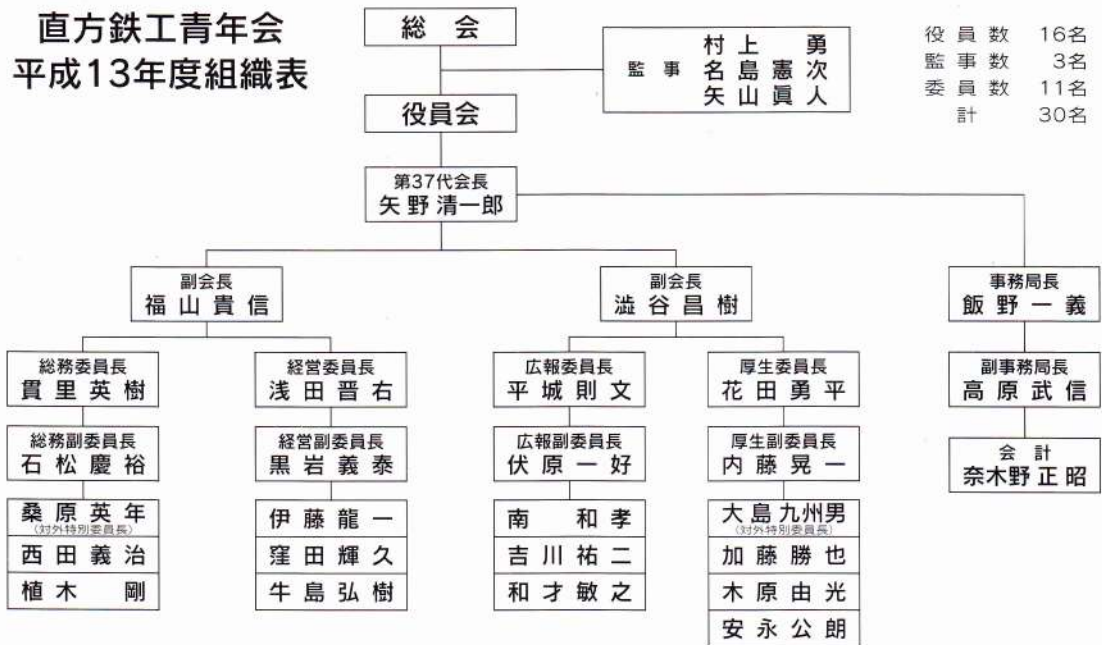 直方鉄工青年会
平成13年度組織表
総会
監事
村上 勇
名島憲次
矢山眞人
役員数 16名
監事数 3名
委員数 11名
計 30名
役員会
第37代会長
矢野清一郎
副会長
福山貴信
副会長
澁谷昌樹
事務局長
飯野一義
総務委員長
貫里英樹
経営委員長
浅田晋右
広報委員長
平城則文
厚生委員長
花田勇平
副事務局長
高原武信
総務副委員長
石松慶裕
経営副委員長
黒岩義泰
広報副委員長
伏原一好
厚生副委員長
内藤晃一
会計
奈木野正昭
桑原英年
(対外特別委員長)
西田義治
植木 剛
伊藤龍一
窪田輝久
牛島弘樹
南 和孝
吉川祐二
和才敏之
大島九州男
(対外特別委員長)
加藤勝也
木原由光
安永公朗